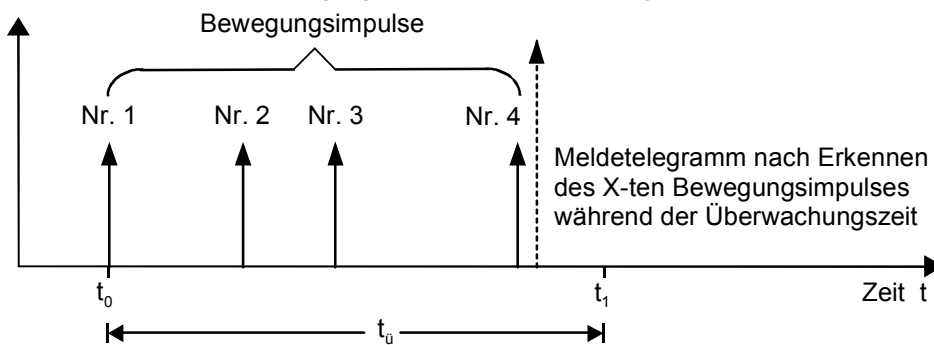 Bewegungsimpulse
Nr. 1 Nr. 2 Nr. 3 Nr. 4
Meldetelegramm nach Erkennen
des X-ten Bewegungsimpulses
während der Überwachungszeit
t₀ t₁ Zeit t
tü